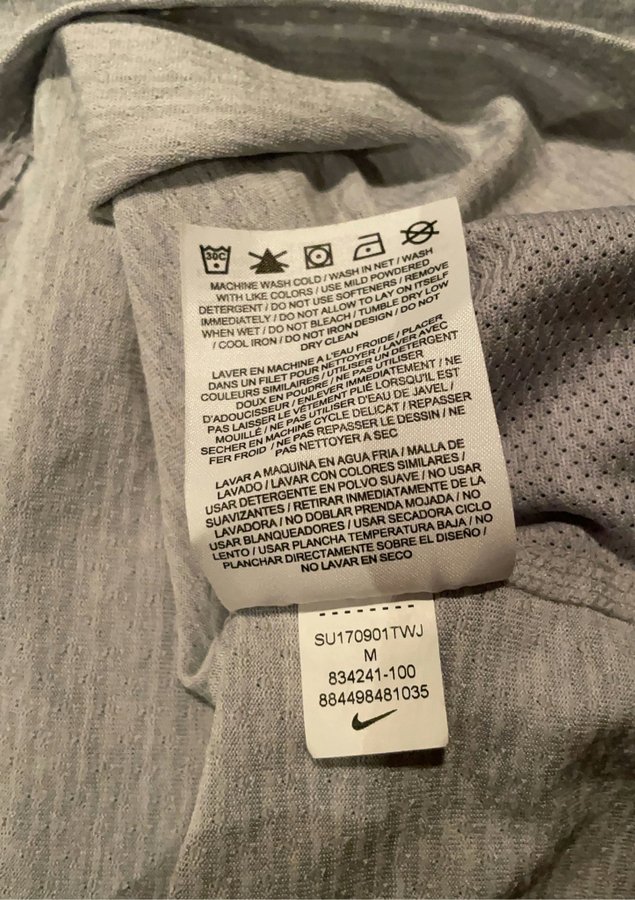 30C
MACHINE WASH COLD / WASH IN NET / WASH
WITH LIKE COLORS / USE MILD POWDERED
DETERGENT / DO NOT USE SOFTENERS / REMOVE
IMMEDIATELY / DO NOT ALLOW TO LAY ON ITSELF
WHEN WET / DO NOT BLEACH / TUMBLE DRY LOW
/ COOL IRON / DO NOT IRON DESIGN / DO NOT
DRY CLEAN
LAVER EN MACHINE A L'EAU FROIDE / PLACER
DANS UN FILET POUR NETTOYER / LAVER AVEC
COULEURS SIMILAIRES / UTILISER UN DETERGENT
DOUX EN POUDRE / NE PAS UTILISER
D'ADOUCISSEUR / ENLEVER IMMEDIATEMENT / NE
PAS LAISSER LE VÊTEMENT PLIÉ LORSQU'IL EST
MOUILLÉ / NE PAS UTILISER D'EAU DE JAVEL /
SECHER EN MACHINE CYCLE DELICAT / REPASSER
FER FROID / NE PAS REPASSER LE DESSIN / NE
PAS NETTOYER A SEC
LAVAR A MAQUINA EN AGUA FRIA / MALLA DE
LAVADO / LAVAR CON COLORES SIMILARES /
USAR DETERGENTE EN POLVO SUAVE / NO USAR
SUAVIZANTES / RETIRAR INMEDIATAMENTE DE LA
LAVADORA / NO DOBLAR PRENDA MOJADA / NO
USAR BLANQUEADORES / USAR SECADORA CICLO
LENTO / USAR PLANCHA TEMPERATURA BAJA / NO
PLANCHAR DIRECTAMENTE SOBRE EL DISEÑO /
NO LAVAR EN SECO
SU170901TWJ
M
834241-100
884498481035